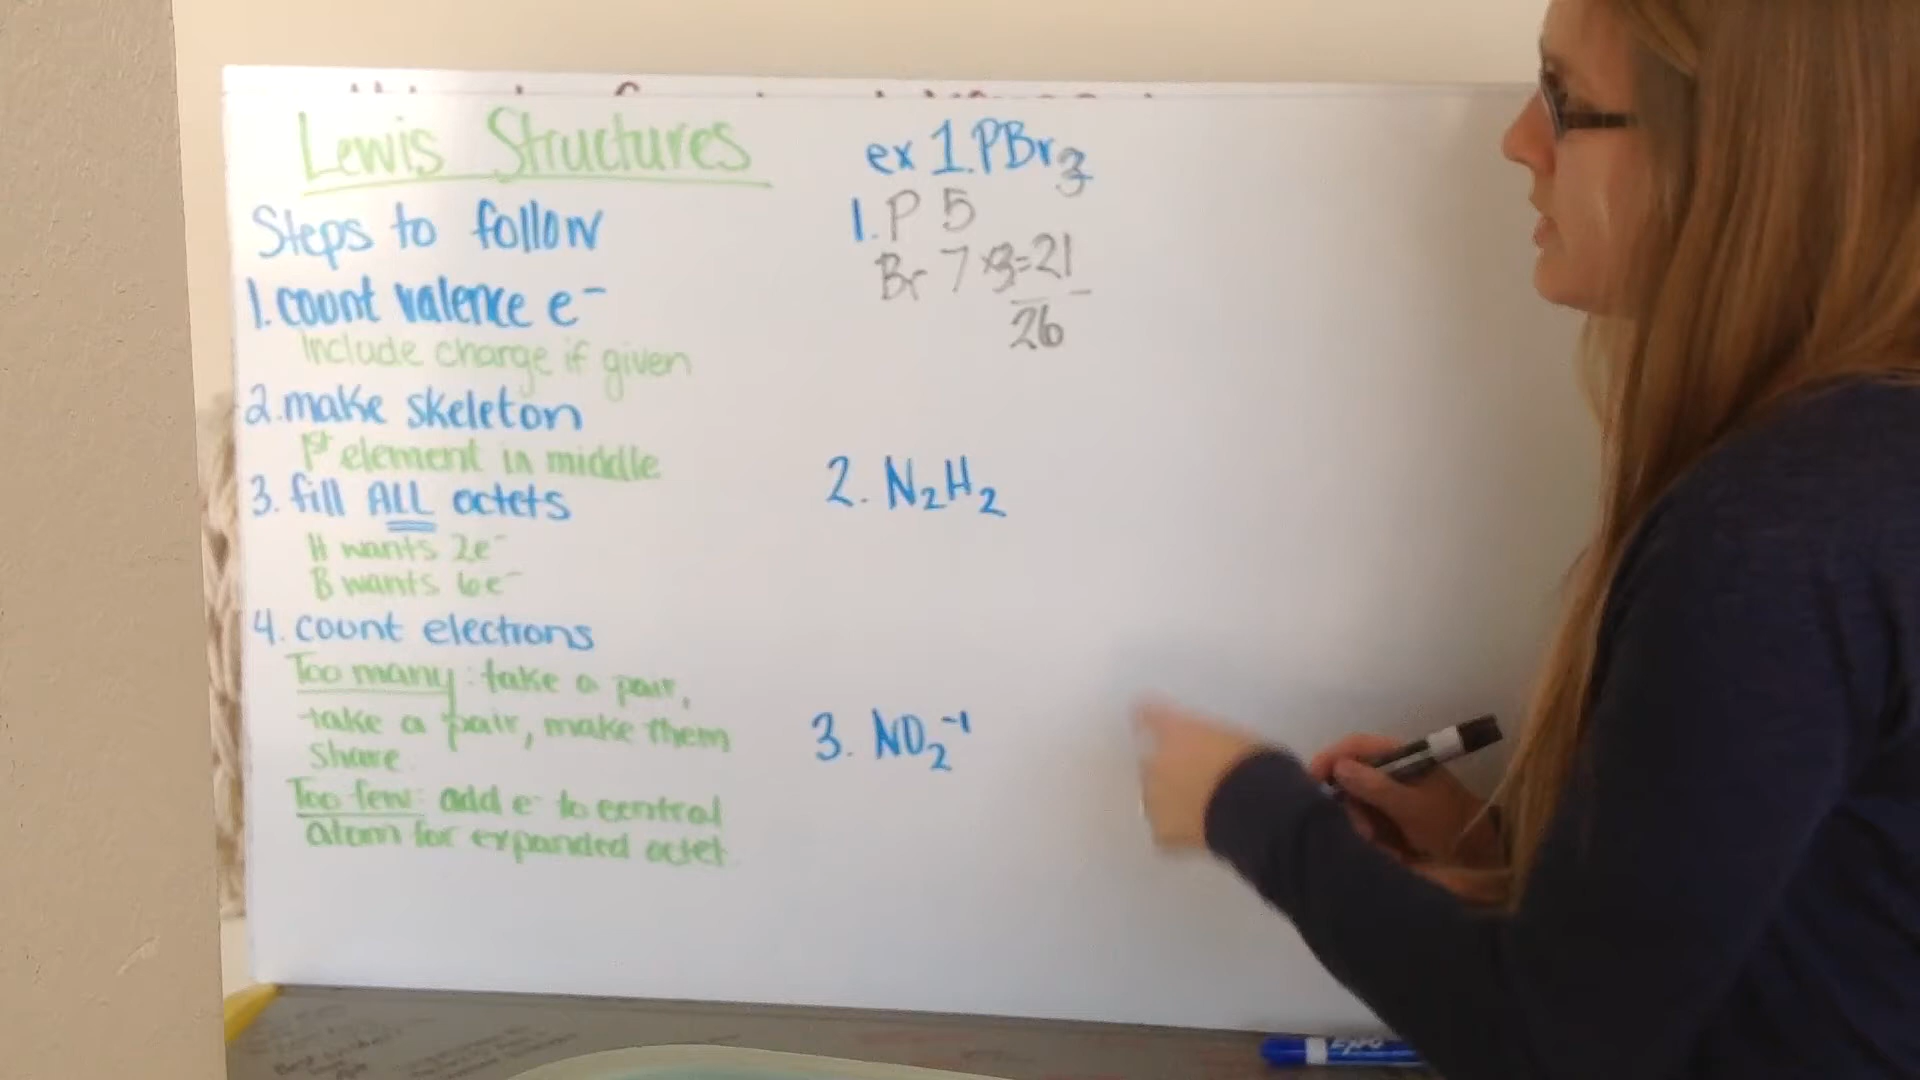 Lewis Structures
Steps to follow
1. count valence e⁻
Include charge if given
2. make skeleton
1st element in middle
3. fill ALL octets
H wants 2e⁻
B wants 6e⁻
4. count electrons
Too many: take a pair,
take a pair, make them
share
Too few: add e⁻ to central
atom for expanded octet
ex 1. PBr₃
1. P 5
Br 7 x3=21
26
2. N₂H₂
3. NO₂⁻¹
EXPO